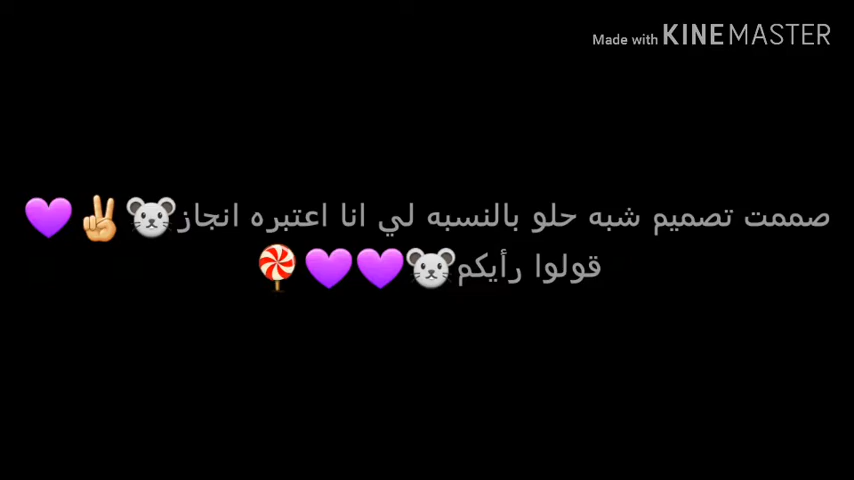 Made with KINEMASTER
صممت تصميم شبه حلو بالنسبه لي انا اعتبره انجاز🐭✌💜
قولوا رأيكم🐭💜💜🍭